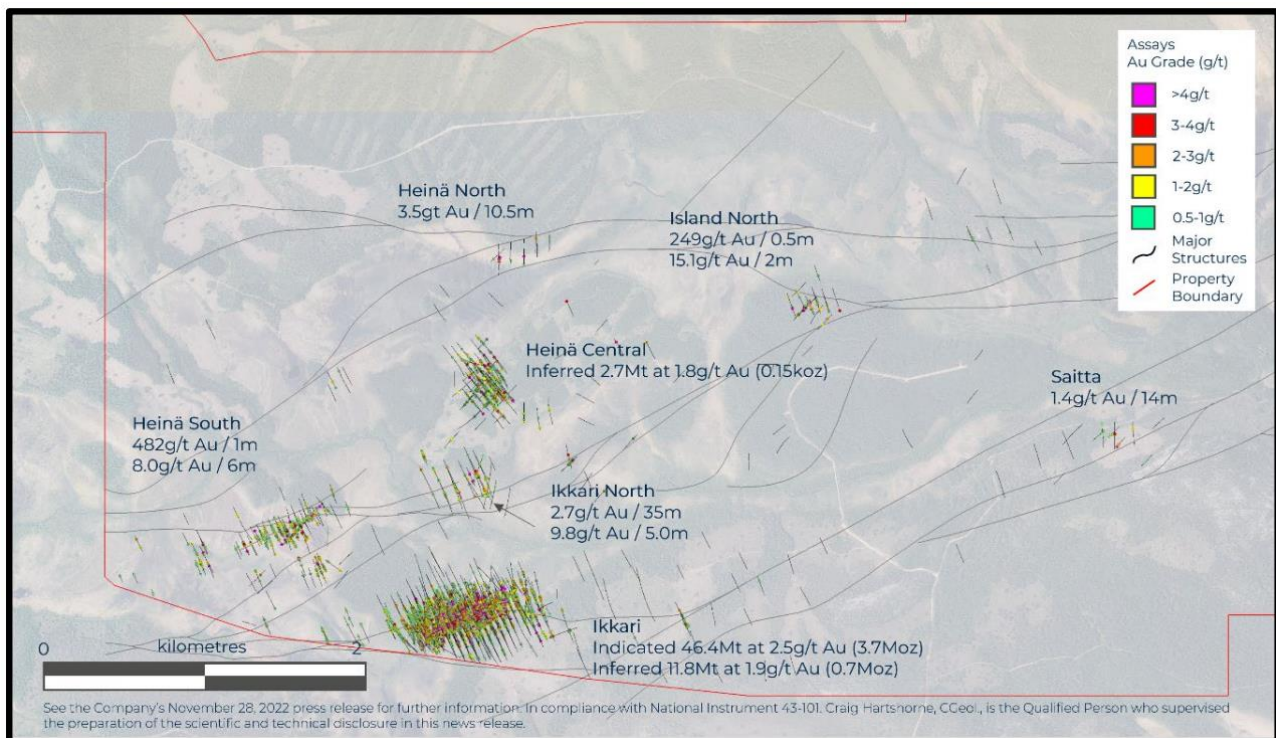 Assays
Au Grade (g/t)
>4g/t
3-4g/t
2-3g/t
1-2g/t
0.5-1g/t
Major
Structures
Property
Boundary
Heinä North
3.5gt Au / 10.5m
Island North
249g/t Au / 0.5m
15.1g/t Au / 2m
Heinä Central
Inferred 2.7Mt at 1.8g/t Au (0.15koz)
Saitta
1.4g/t Au / 14m
Heinä South
482g/t Au / 1m
8.0g/t Au / 6m
Ikkari North
2.7g/t Au / 35m
9.8g/t Au / 5.0m
Ikkari
Indicated 46.4Mt at 2.5g/t Au (3.7Moz)
Inferred 11.8Mt at 1.9g/t Au (0.7Moz)
0 kilometres 2
See the Company's November 28, 2022 press release for further information. In compliance with National Instrument 43-101. Craig Hartshorne, CGeol., is the Qualified Person who supervised
the preparation of the scientific and technical disclosure in this news release.